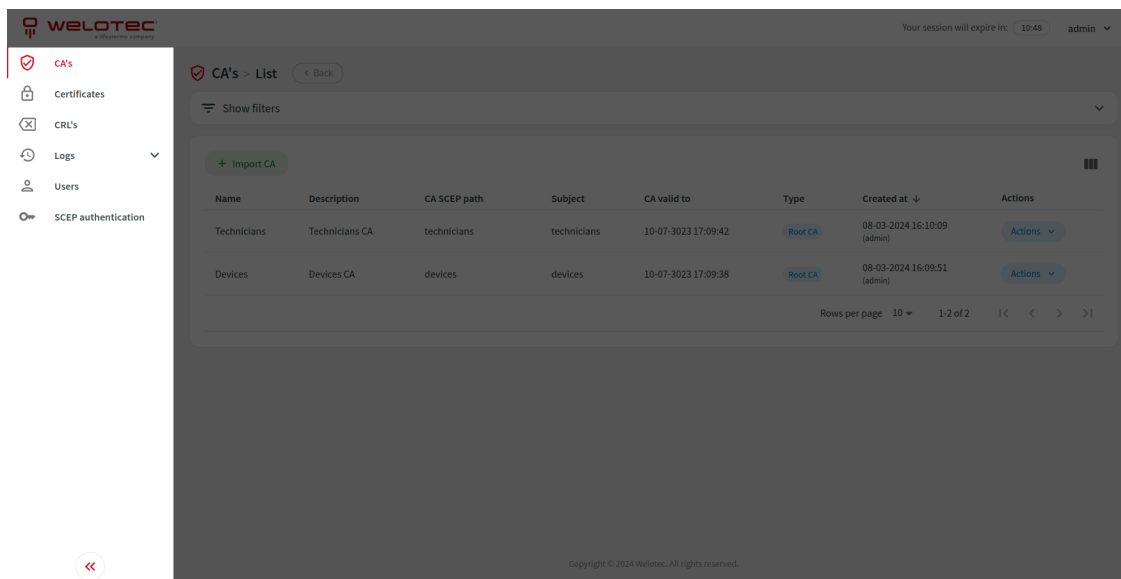 WELOTEC
a Westermo company
Your session will expire in: 10:48 admin
CA's
Certificates
CRL's
Logs
Users
SCEP authentication
CA's > List < Back
Show filters
+ Import CA
Name Description CA SCEP path Subject CA valid to Type Created at ↓ Actions
Technicians Technicians CA technicians technicians 10-07-3023 17:09:42 Root CA 08-03-2024 16:10:09 (admin) Actions
Devices Devices CA devices devices 10-07-3023 17:09:38 Root CA 08-03-2024 16:09:51 (admin) Actions
Rows per page 10 1-2 of 2
Copyright © 2024 Welotec. All rights reserved.